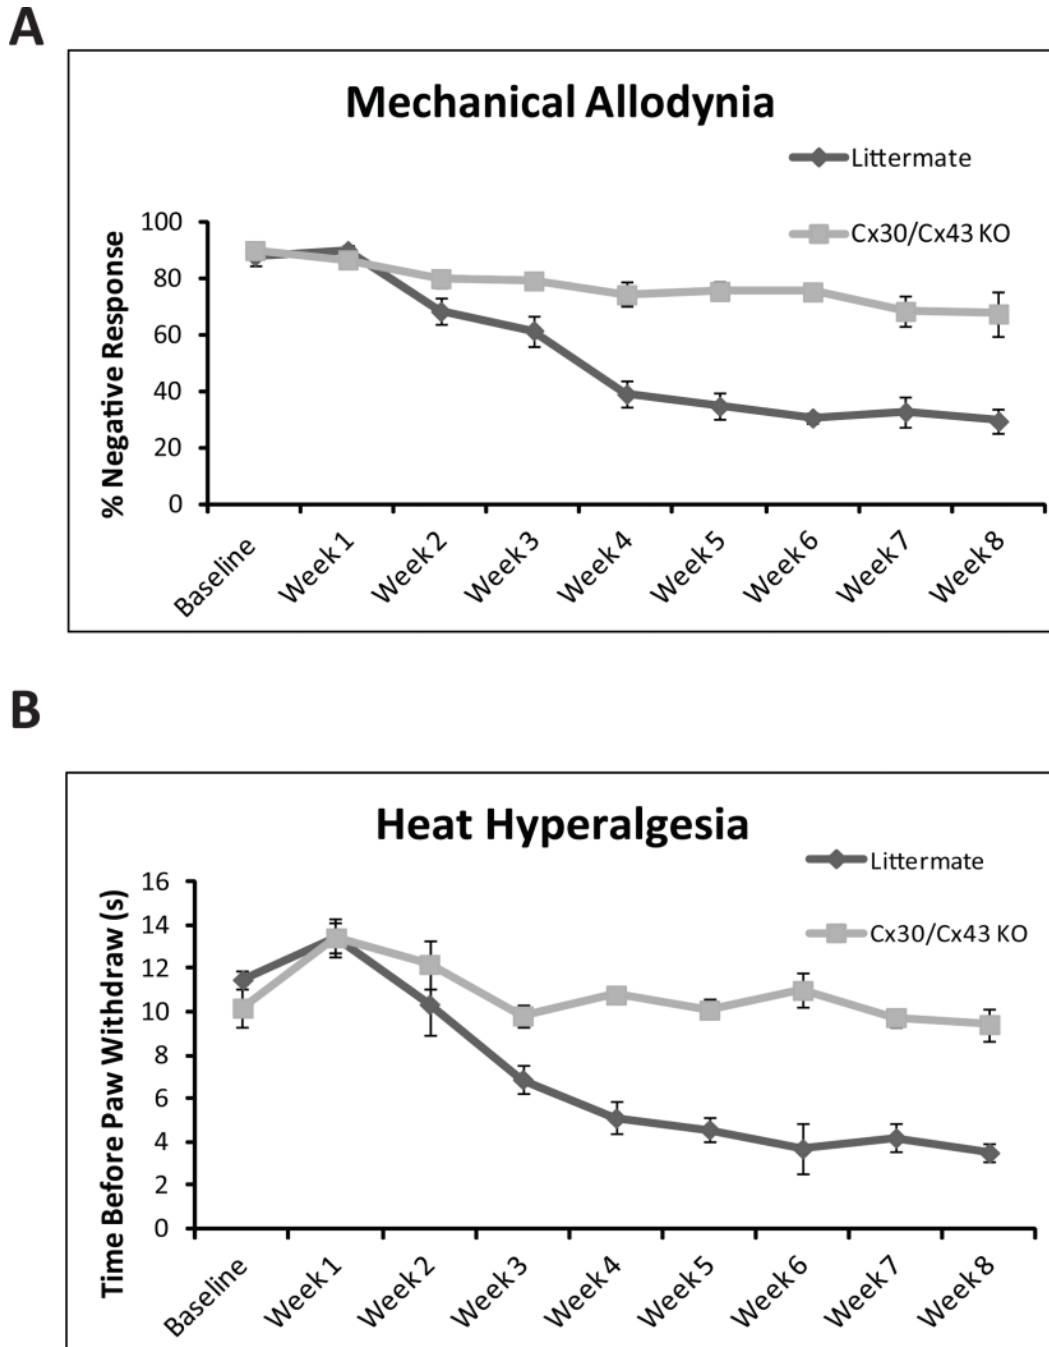 A
Mechanical Allodynia
Littermate
Cx30/Cx43 KO
% Negative Response
100
80
60
40
20
0
Baseline
Week 1
Week 2
Week 3
Week 4
Week 5
Week 6
Week 7
Week 8
B
Heat Hyperalgesia
Littermate
Cx30/Cx43 KO
Time Before Paw Withdraw (s)
16
14
12
10
8
6
4
2
0
Baseline
Week 1
Week 2
Week 3
Week 4
Week 5
Week 6
Week 7
Week 8